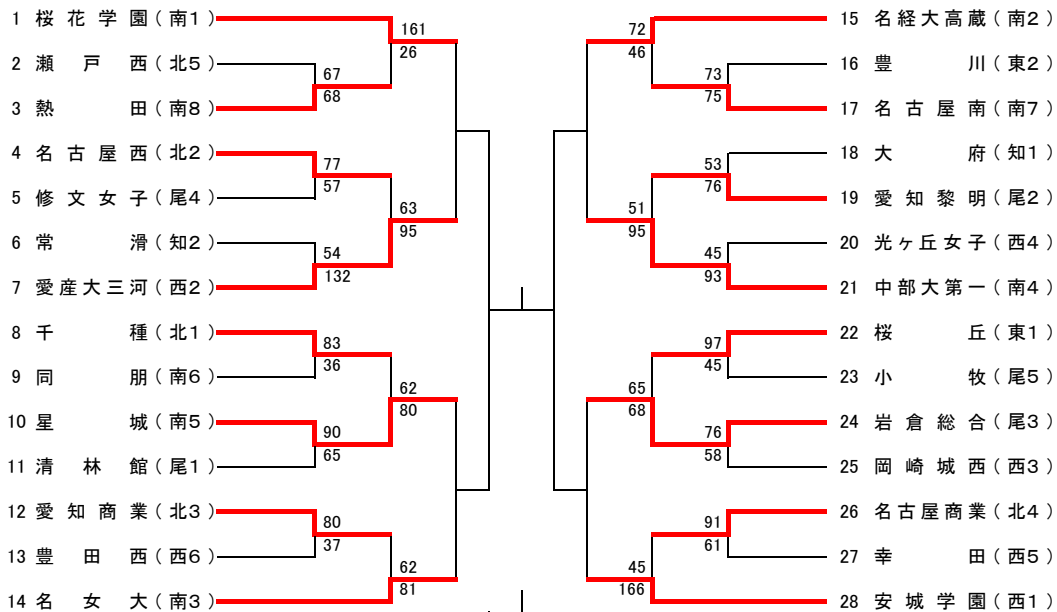 1 桜花学園(南1)
161
26
2 瀬戸西(北5)
67
68
3 熱田(南8)
4 名古屋西(北2)
77
57
5 修文女子(尾4)
63
95
6 常滑(知2)
54
132
7 愛産大三河(西2)
8 千種(北1)
83
36
9 同朋(南6)
62
80
10 星城(南5)
90
65
11 清林館(尾1)
12 愛知商業(北3)
80
37
13 豊田西(西6)
62
81
14 名女大(南3)
72
46
15 名経大高蔵(南2)
73
75
16 豊川(東2)
17 名古屋南(南7)
53
76
18 大府(知1)
19 愛知黎明(尾2)
51
95
45
93
20 光ヶ丘女子(西4)
21 中部大第一(南4)
97
45
22 桜丘(東1)
23 小牧(尾5)
65
68
76
58
24 岩倉総合(尾3)
25 岡崎城西(西3)
91
61
26 名古屋商業(北4)
27 幸田(西5)
45
166
28 安城学園(西1)